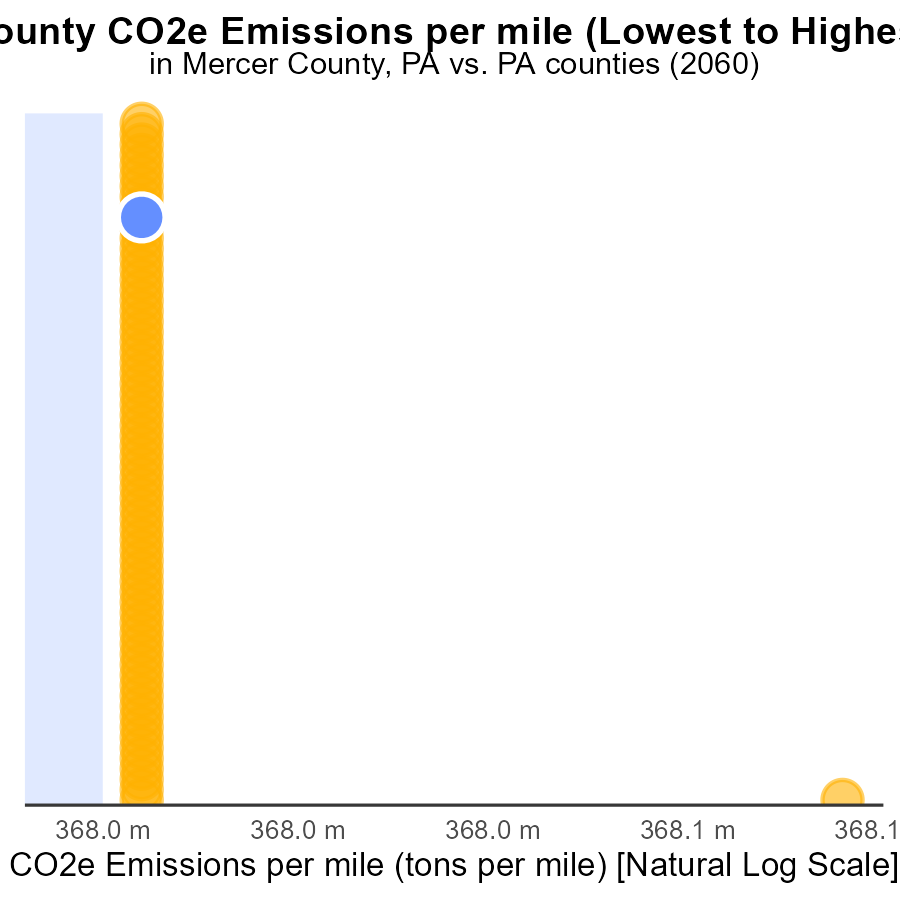 ounty CO2e Emissions per mile (Lowest to Highes
in Mercer County, PA vs. PA counties (2060)
368.0 m 368.0 m 368.0 m 368.1 m 368.1
CO2e Emissions per mile (tons per mile) [Natural Log Scale]